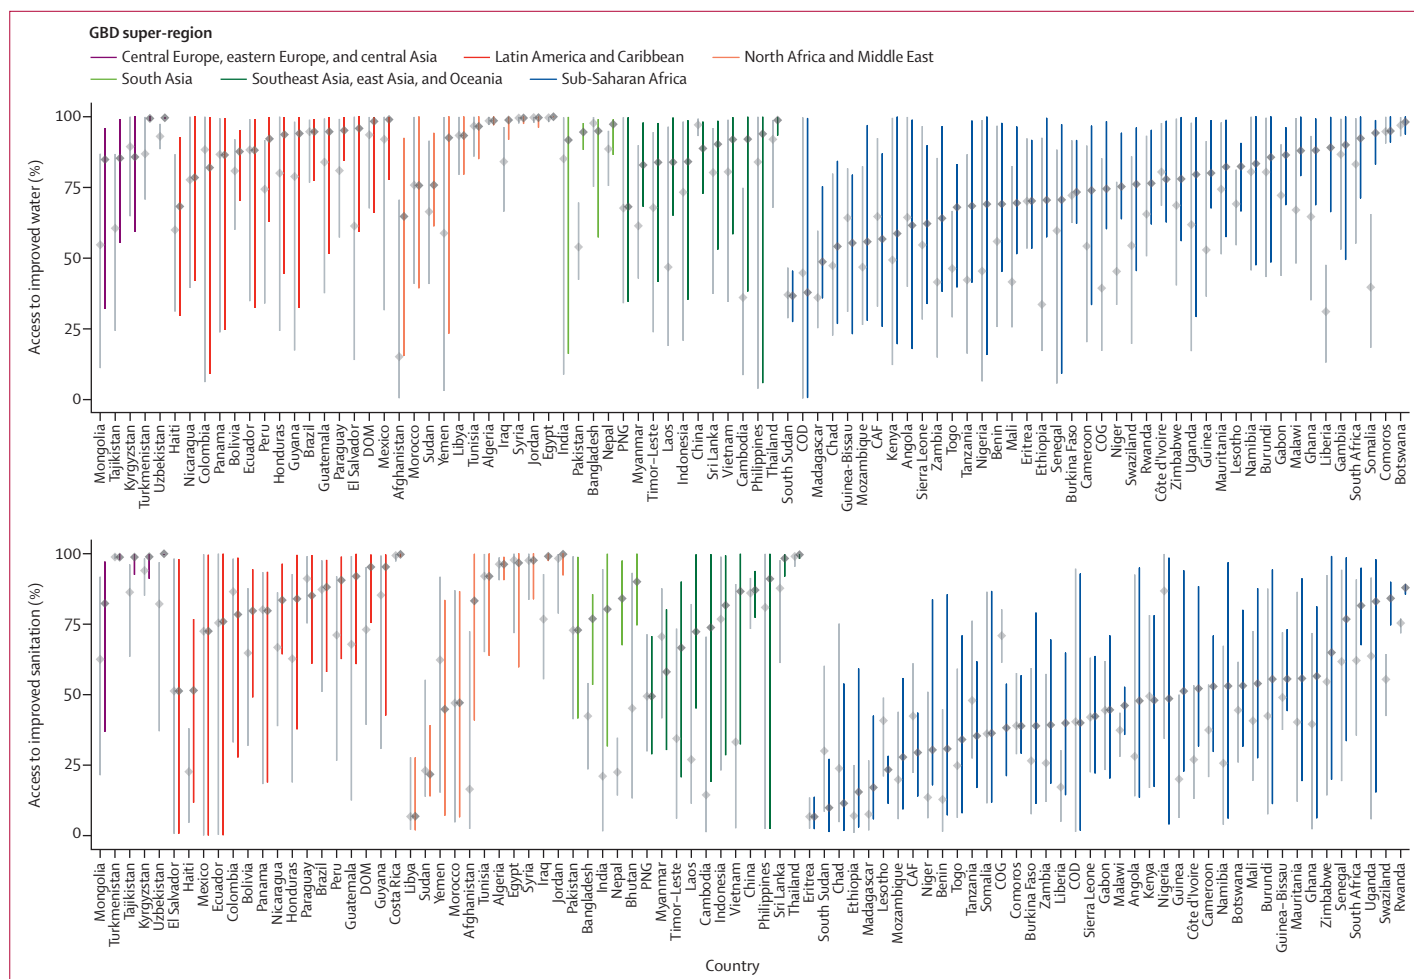 GBD super-region
Central Europe, eastern Europe, and central Asia
Latin America and Caribbean
North Africa and Middle East
South Asia
Southeast Asia, east Asia, and Oceania
Sub-Saharan Africa
Access to improved water (%)
100
75
50
25
0
Mongolia
Tajikistan
Kyrgyzstan
Turkmenistan
Uzbekistan
Haiti
Nicaragua
Colombia
Panama
Bolivia
Ecuador
Peru
Honduras
Guyana
Brazil
Guatemala
Paraguay
El Salvador
DOM
Mexico
Afghanistan
Morocco
Sudan
Yemen
Libya
Tunisia
Algeria
Iraq
Syria
Jordan
Egypt
India
Pakistan
Bangladesh
Nepal
PNG
Myanmar
Timor–Leste
Laos
Indonesia
China
Sri Lanka
Vietnam
Cambodia
Philippines
Thailand
South Sudan
COD
Madagascar
Chad
Guinea–Bissau
Mozambique
CAF
Kenya
Angola
Sierra Leone
Zambia
Togo
Tanzania
Nigeria
Benin
Mali
Eritrea
Ethiopia
Senegal
Burkina Faso
Cameroon
COG
Niger
Swaziland
Rwanda
Côte d'Ivoire
Zimbabwe
Uganda
Guinea
Mauritania
Lesotho
Namibia
Burundi
Gabon
Malawi
Ghana
Liberia
Gambia
South Africa
Somalia
Comoros
Botswana
Access to improved sanitation (%)
100
75
50
25
0
Mongolia
Turkmenistan
Tajikistan
Kyrgyzstan
Uzbekistan
El Salvador
Haiti
Mexico
Ecuador
Colombia
Bolivia
Panama
Nicaragua
Honduras
Paraguay
Brazil
Peru
Guatemala
DOM
Guyana
Costa Rica
Libya
Sudan
Yemen
Morocco
Afghanistan
Tunisia
Algeria
Egypt
Syria
Iraq
Jordan
Pakistan
Bangladesh
India
Nepal
Bhutan
PNG
Myanmar
Timor–Leste
Laos
Cambodia
Indonesia
Vietnam
China
Philippines
Sri Lanka
Thailand
Eritrea
South Sudan
Chad
Ethiopia
Madagascar
Lesotho
Mozambique
CAF
Niger
Benin
Togo
Tanzania
Somalia
COG
Comoros
Burkina Faso
Zambia
Liberia
COD
Sierra Leone
Gabon
Malawi
Angola
Kenya
Nigeria
Guinea
Côte d'Ivoire
Cameroon
Namibia
Botswana
Mali
Burundi
Guinea–Bissau
Mauritania
Ghana
Zimbabwe
Senegal
South Africa
Uganda
Swaziland
Rwanda
Country